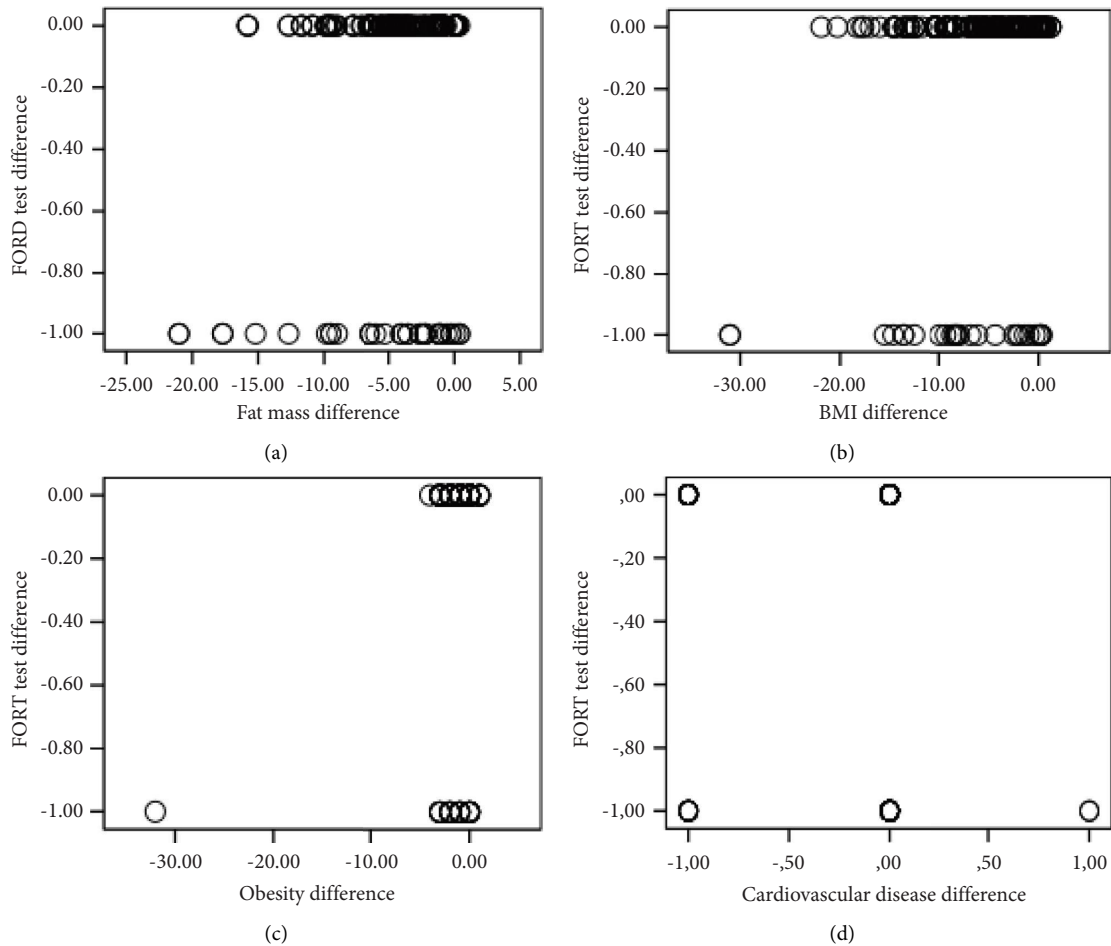 0.00
-0.20
-0.40
-0.60
-0.80
-1.00
FORD test difference
-25.00 -20.00 -15.00 -10.00 -5.00 0.00 5.00
Fat mass difference
(a)
0.00
-0.20
-0.40
-0.60
-0.80
-1.00
FORT test difference
-30.00 -20.00 -10.00 0.00
BMI difference
(b)
0.00
-0.20
-0.40
-0.60
-0.80
-1.00
FORT test difference
-30.00 -20.00 -10.00 0.00
Obesity difference
(c)
,00
-,20
-,40
-,60
-,80
-1,00
FORT test difference
-1,00 -,50 ,00 ,50 1,00
Cardiovascular disease difference
(d)